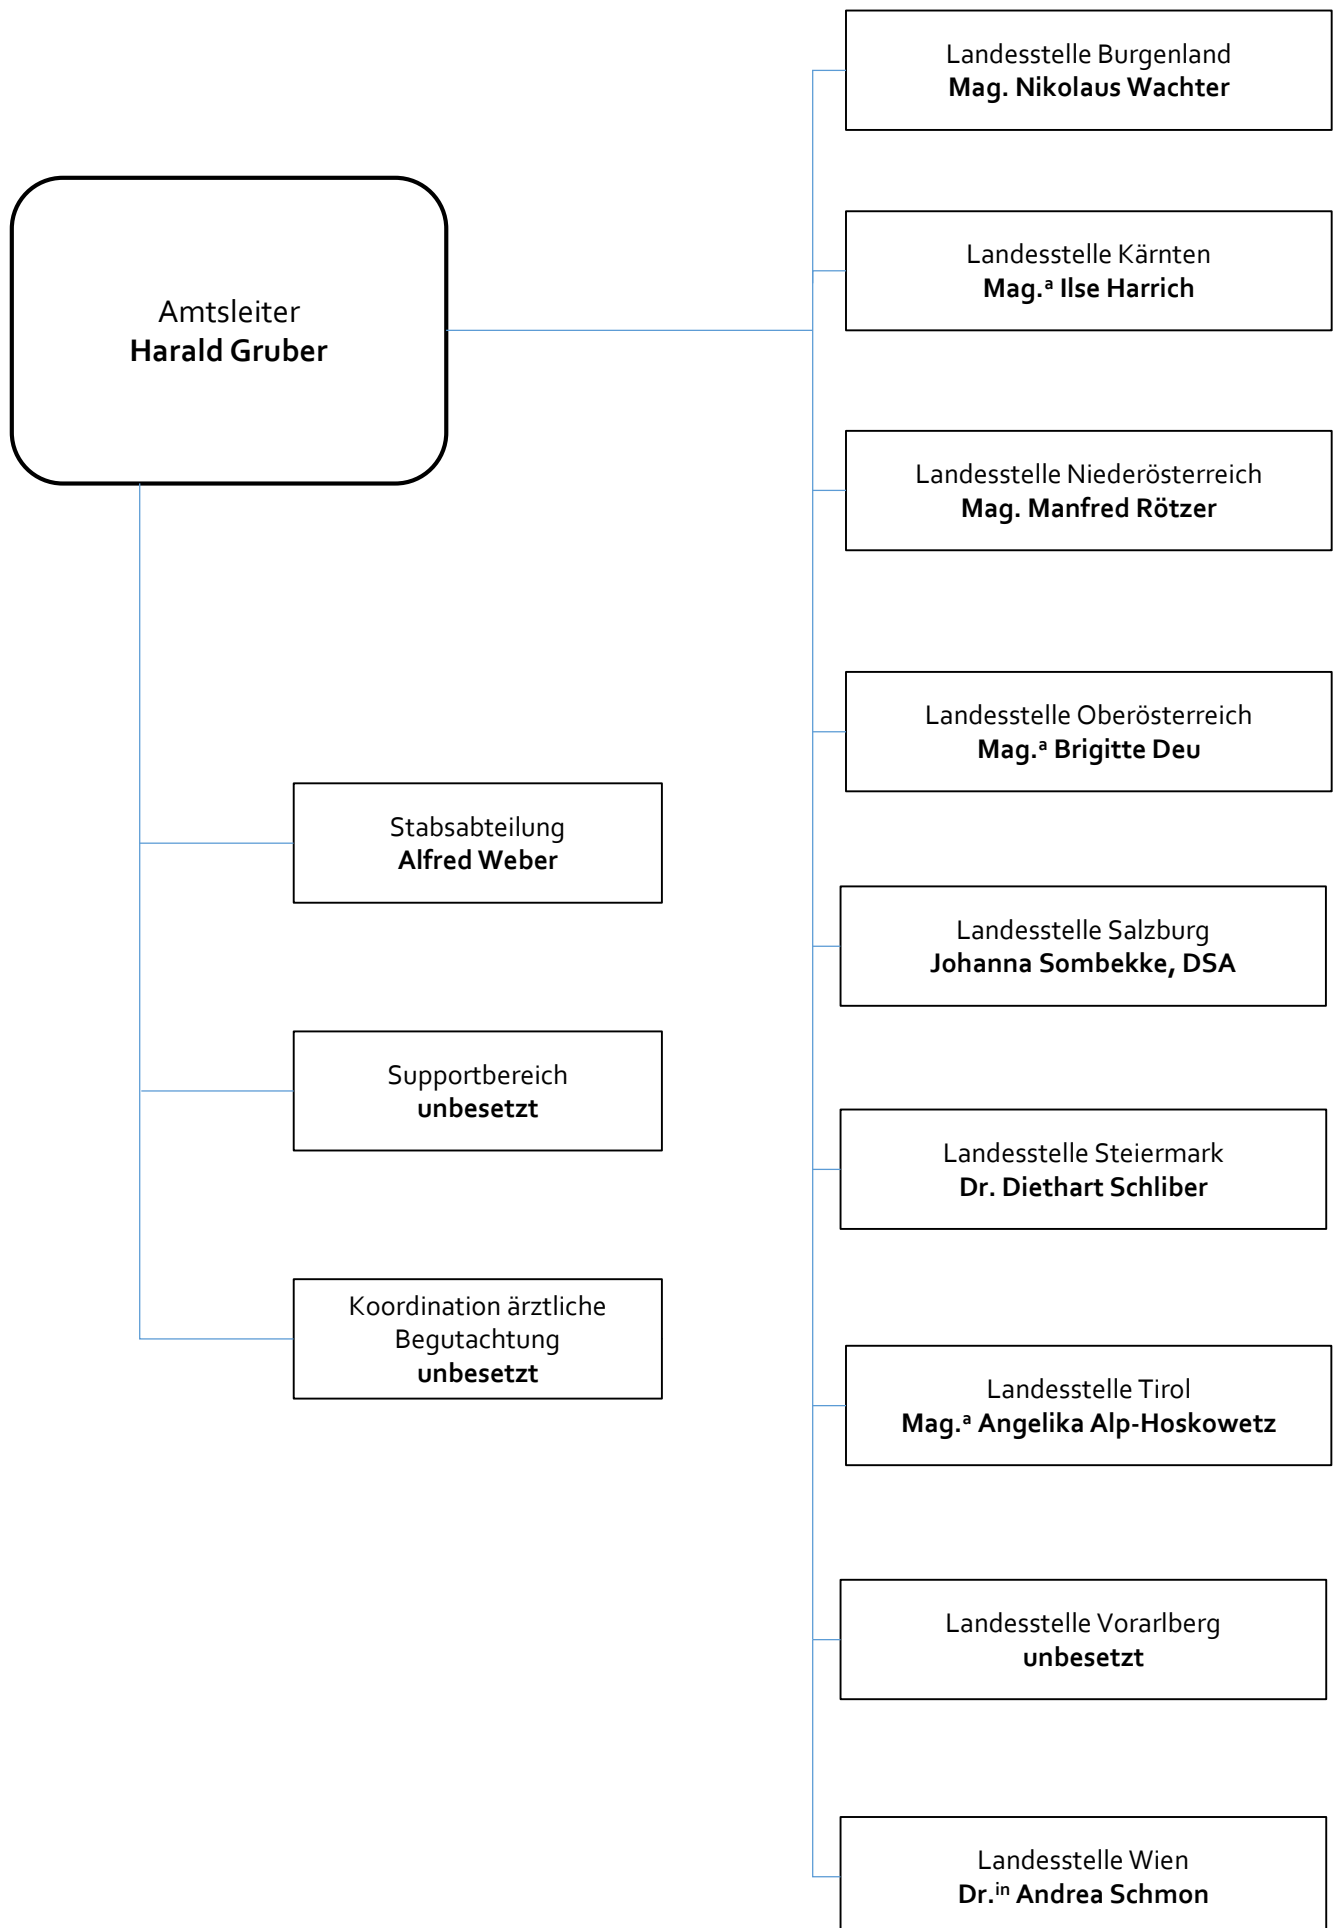 Amtsleiter
Harald Gruber
Stabsabteilung
Alfred Weber
Supportbereich
unbesetzt
Koordination ärztliche
Begutachtung
unbesetzt
Landesstelle Burgenland
Mag. Nikolaus Wachter
Landesstelle Kärnten
Mag.ª Ilse Harrich
Landesstelle Niederösterreich
Mag. Manfred Rötzer
Landesstelle Oberösterreich
Mag.ª Brigitte Deu
Landesstelle Salzburg
Johanna Sombekke, DSA
Landesstelle Steiermark
Dr. Diethart Schliber
Landesstelle Tirol
Mag.ª Angelika Alp-Hoskowetz
Landesstelle Vorarlberg
unbesetzt
Landesstelle Wien
Dr.ⁱⁿ Andrea Schmon